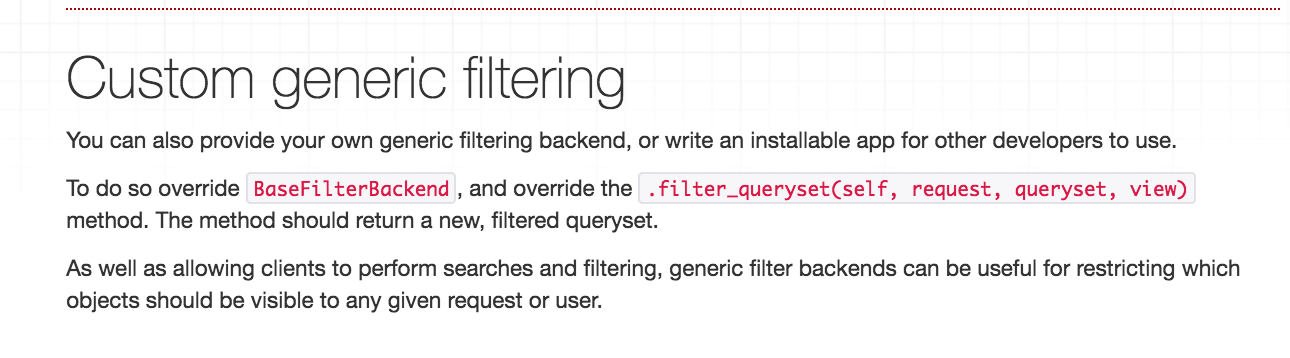 Custom generic filtering
You can also provide your own generic filtering backend, or write an installable app for other developers to use.
To do so override BaseFilterBackend, and override the .filter_queryset(self, request, queryset, view)
method. The method should return a new, filtered queryset.
As well as allowing clients to perform searches and filtering, generic filter backends can be useful for restricting which
objects should be visible to any given request or user.